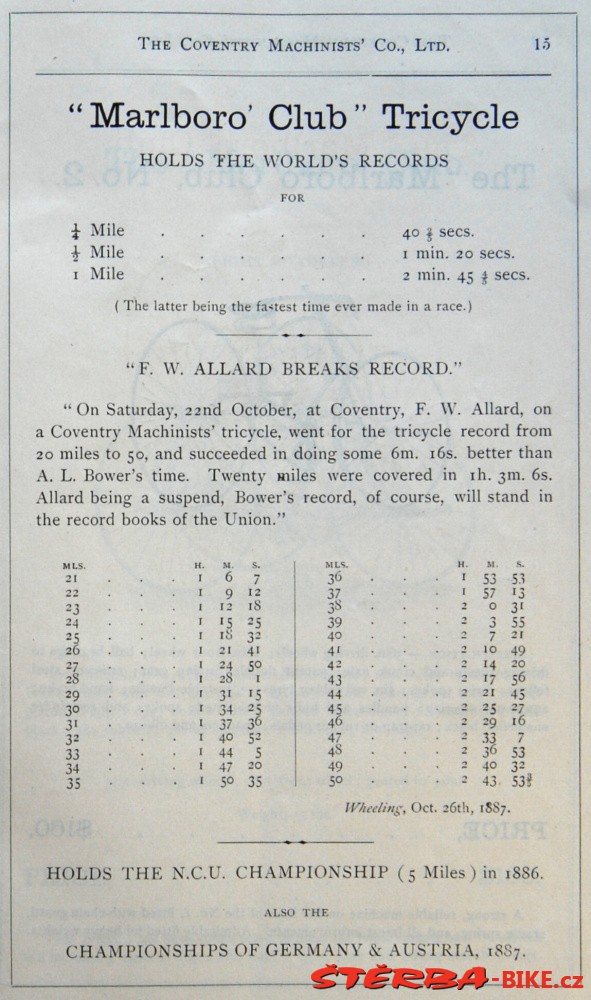 THE COVENTRY MACHINISTS' CO., LTD. 15
"Marlboro' Club" Tricycle
HOLDS THE WORLD'S RECORDS
FOR
¼ Mile . . . . . . 40 ⅖ secs.
½ Mile . . . . . . 1 min. 20 secs.
1 Mile . . . . . . 2 min. 45 ⅘ secs.
( The latter being the fastest time ever made in a race.)
"F. W. ALLARD BREAKS RECORD."
"On Saturday, 22nd October, at Coventry, F. W. Allard, on
a Coventry Machinists' tricycle, went for the tricycle record from
20 miles to 50, and succeeded in doing some 6m. 16s. better than
A. L. Bower's time. Twenty miles were covered in 1h. 3m. 6s.
Allard being a suspend, Bower's record, of course, will stand in
the record books of the Union."
MLS. H. M. S.
21 . . . 1 6 7
22 . . . 1 9 12
23 . . . 1 12 18
24 . . . 1 15 25
25 . . . 1 18 32
26 . . . 1 21 41
27 . . . 1 24 50
28 . . . 1 28 1
29 . . . 1 31 15
30 . . . 1 34 25
31 . . . 1 37 36
32 . . . 1 40 52
33 . . . 1 44 5
34 . . . 1 47 20
35 . . . 1 50 35
MLS. H. M. S.
36 . . . 1 53 53
37 . . . 1 57 13
38 . . . 2 0 31
39 . . . 2 3 55
40 . . . 2 7 21
41 . . . 2 10 49
42 . . . 2 14 20
43 . . . 2 17 56
44 . . . 2 21 45
45 . . . 2 25 27
46 . . . 2 29 16
47 . . . 2 33 7
48 . . . 2 36 53
49 . . . 2 40 32
50 . . . 2 43 53⅗
Wheeling, Oct. 26th, 1887.
HOLDS THE N.C.U. CHAMPIONSHIP ( 5 Miles ) in 1886.
ALSO THE
CHAMPIONSHIPS OF GERMANY & AUSTRIA, 1887.
ŠTĔRBA-BIKE.cz